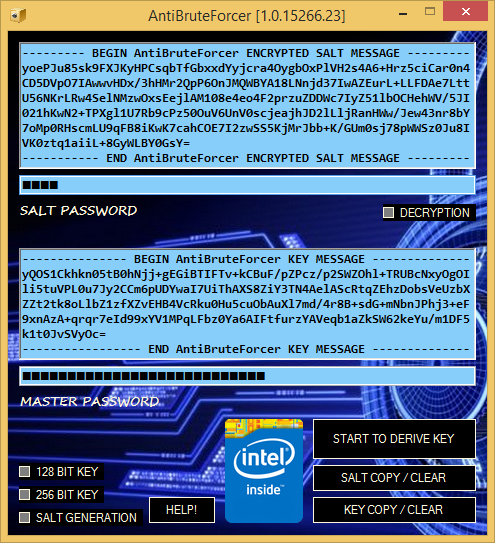 AntiBruteForcer [1.0.15266.23]
-------- BEGIN AntiBruteForcer ENCRYPTED SALT MESSAGE --------
yoePJu85sk9FXJKyHPCsqbTfGbxxdYyjcra4OygbOxPlVH2s4A6+Hrz5ciCar0n4
CD5DVpO7IAwwvHDx/3hHMr2QpP6OnJMQWBYA18LNnjd37IwAZEurL+LLFDAe7Ltt
U56NKrLRw4SelNMzwOxsEejlAM108e4eo4F2przuZDDWc7IyZ51lbOCHehWV/5JI
021hKwN2+TPXgl1U7Rb9cPz50OuV6UnV0scjeajhJD2lLljRanHWw/Jew43nr8bY
7oMp0RHscmLU9qFB8iKwK7cahCOE7I2zwSS5KjMrJbb+K/GUm0sj78pWWSz0Ju8I
VK0ztq1aiiL+8GyWLBY0GsY=
---------- END AntiBruteForcer ENCRYPTED SALT MESSAGE ---------
SALT PASSWORD
DECRYPTION
-------------- BEGIN AntiBruteForcer KEY MESSAGE --------------
yQOS1Ckhkn05tB0hNjj+gEGiBTIFTv+kCBuF/pZPcz/p2SWZOhl+TRUBcNxyOgOI
li5tuVPL0u7Jy2CCm6pUDYwaI7UiThAXS8ZiY3TN4AelAScRtqZEhzDobsVeUzbX
ZZt2tk8oLlbZ1zfXZvEHB4VcRku0Hu5cuObAuXl7md/4r8B+sdG+mNbnJPhj3+eF
9xnAzA+qrqr7eId99xYV1MPqLFbz0Ya6AIFtfurzYAVeqb1aZkSW62keYu/m1DF5
k1t0JvSVyOc=
---------------- END AntiBruteForcer KEY MESSAGE ---------------
MASTER PASSWORD
128 BIT KEY
256 BIT KEY
SALT GENERATION
HELP!
intel
inside™
START TO DERIVE KEY
SALT COPY / CLEAR
KEY COPY / CLEAR